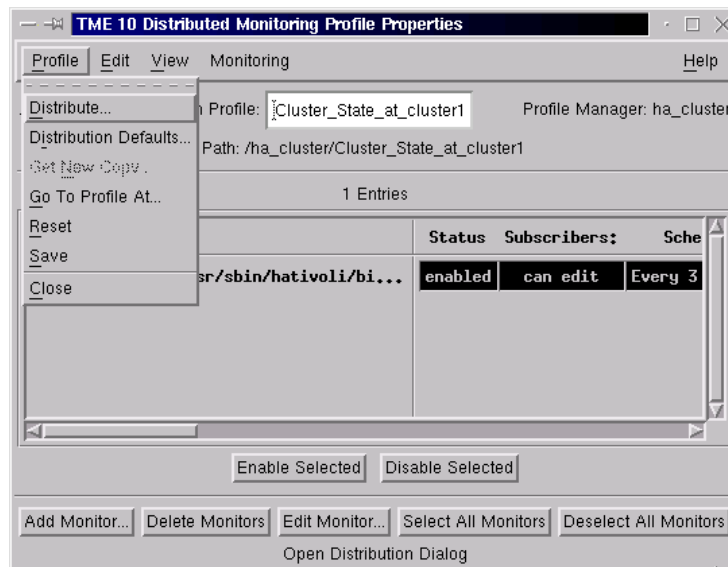 TME 10 Distributed Monitoring Profile Properties
Profile Edit View Monitoring Help
Distribute...
Profile: Cluster_State_at_cluster1 Profile Manager: ha_cluster
Distribution Defaults...
Path: /ha_cluster/Cluster_State_at_cluster1
Get New Copy...
Go To Profile At...
1 Entries
Reset
Status Subscribers: Sche
Save
sr/sbin/hativoli/bi... enabled can edit Every 3
Close
Enable Selected Disable Selected
Add Monitor... Delete Monitors Edit Monitor... Select All Monitors Deselect All Monitors
Open Distribution Dialog